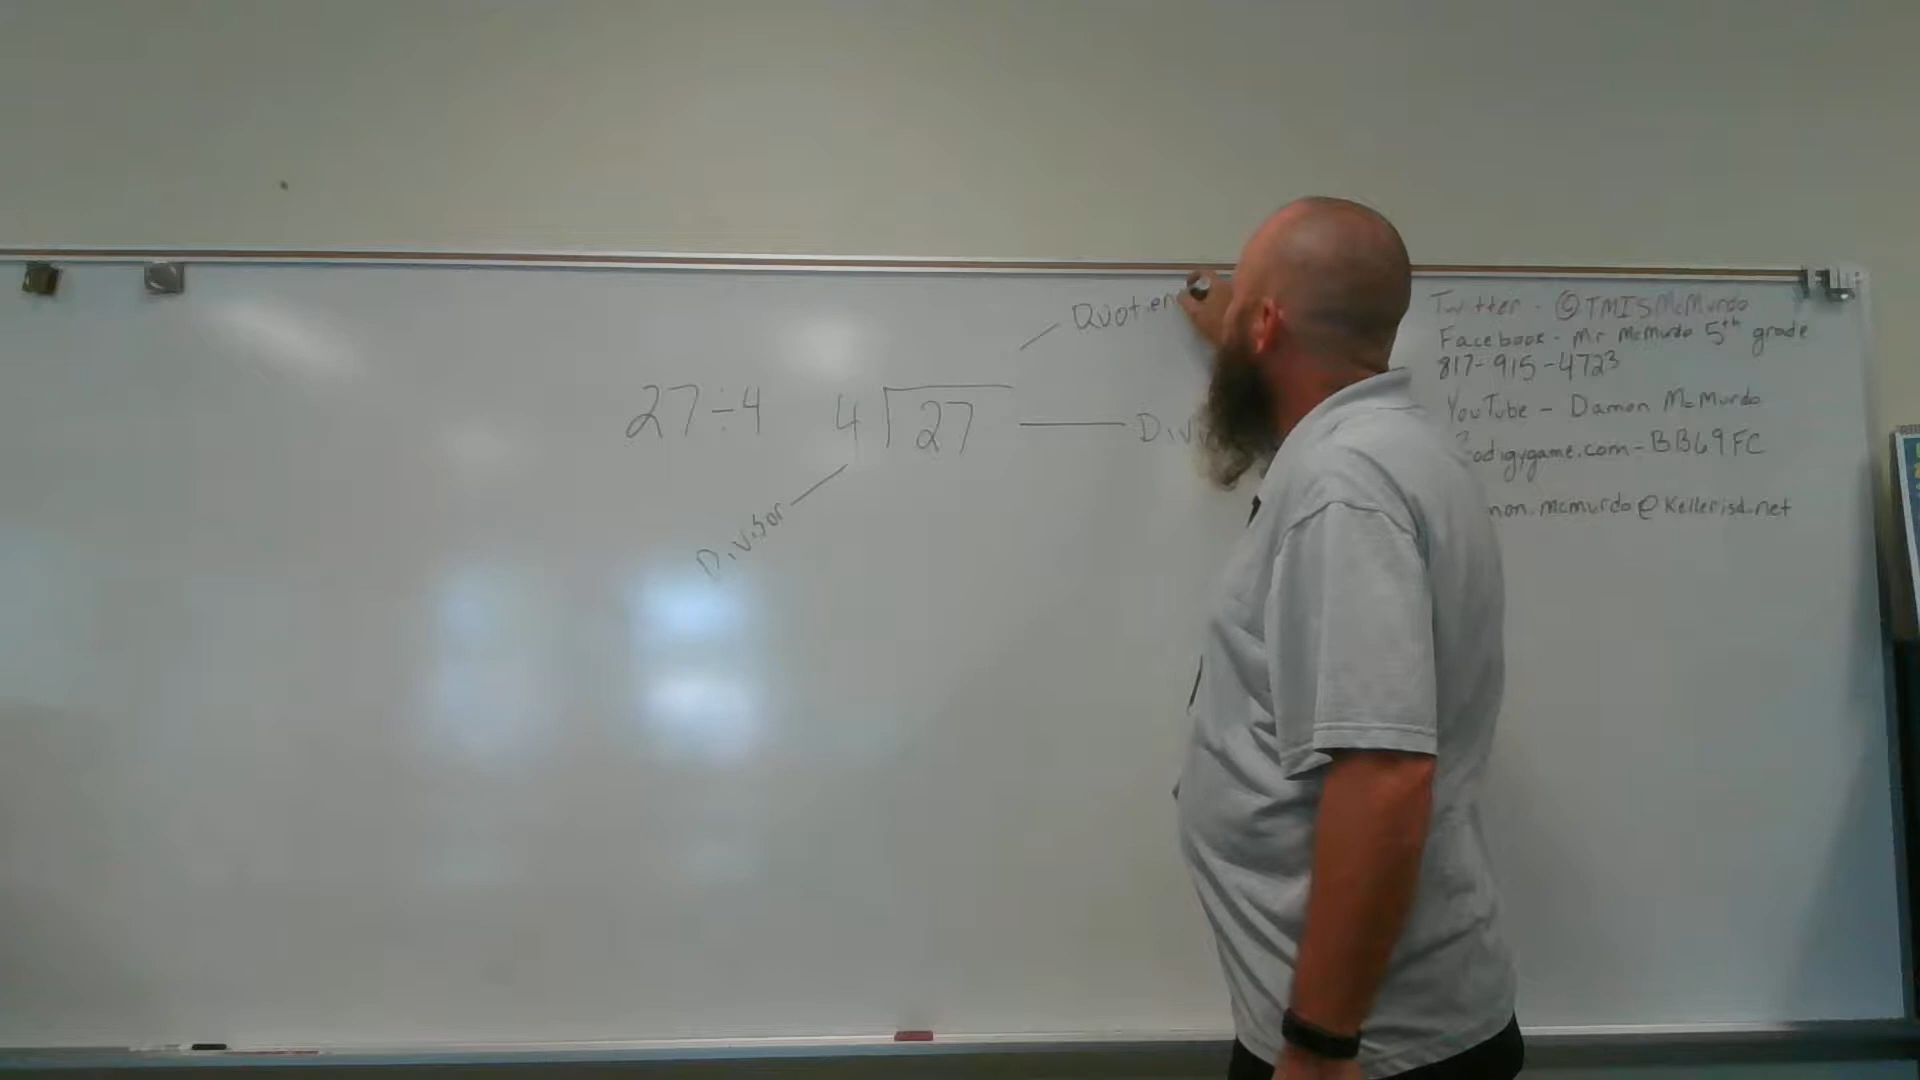 Quotien
27÷4 4 27 Divi
Divisor
Twitter - @TMISMcMurdo
Facebook - Mr McMurdo 5th grade
817-915-4723
YouTube - Damon McMurdo
odigygame.com - BB69FC
mon.mcmurdo@kellerisd.net